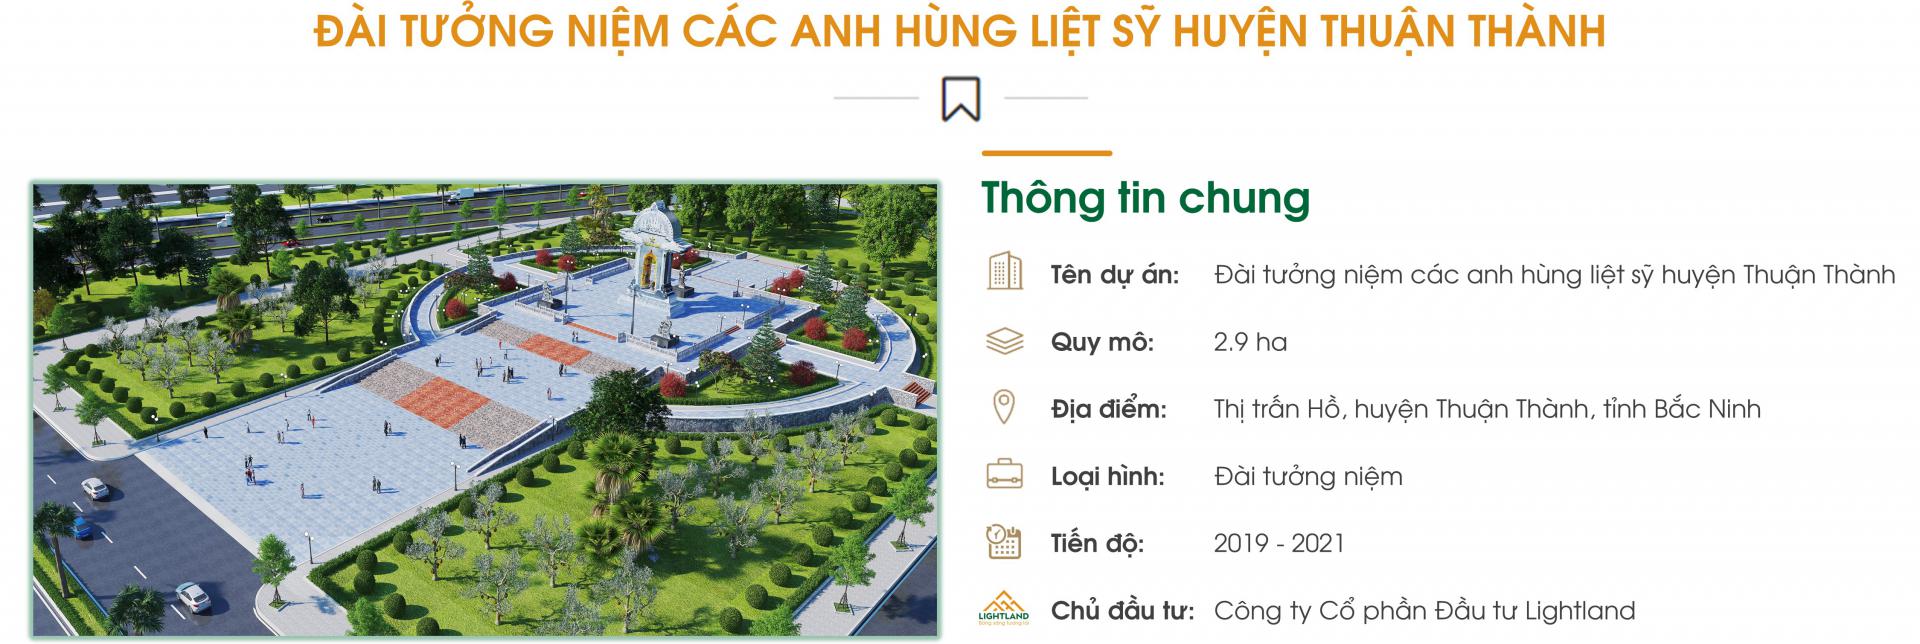 ĐÀI TƯỞNG NIỆM CÁC ANH HÙNG LIỆT SỸ HUYỆN THUẬN THÀNH
Thông tin chung
Tên dự án: Đài tưởng niệm các anh hùng liệt sỹ huyện Thuận Thành
Quy mô: 2.9 ha
Địa điểm: Thị trấn Hồ, huyện Thuận Thành, tỉnh Bắc Ninh
Loại hình: Đài tưởng niệm
Tiến độ: 2019 - 2021
Chủ đầu tư: Công ty Cổ phần Đầu tư Lightland
LIGHTLAND